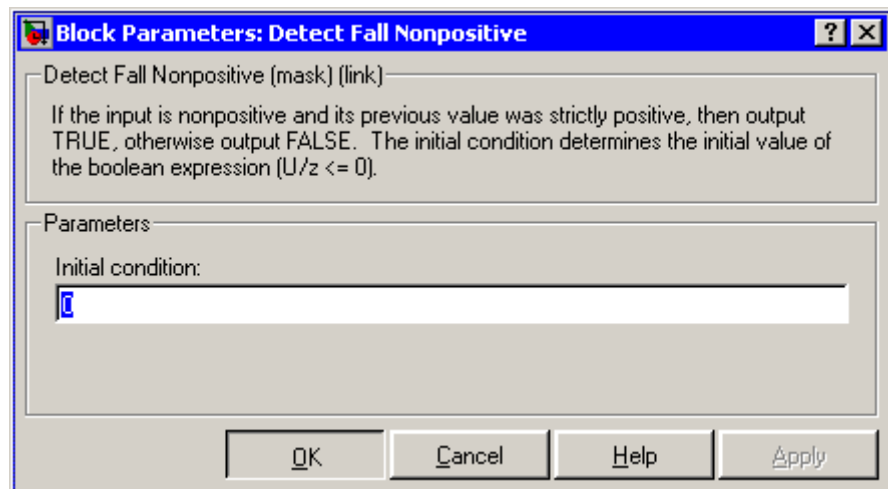 Block Parameters: Detect Fall Nonpositive
Detect Fall Nonpositive (mask) (link)
If the input is nonpositive and its previous value was strictly positive, then output
TRUE, otherwise output FALSE.  The initial condition determines the initial value of
the boolean expression (U/z <= 0).
Parameters
Initial condition:
0
OK
Cancel
Help
Apply